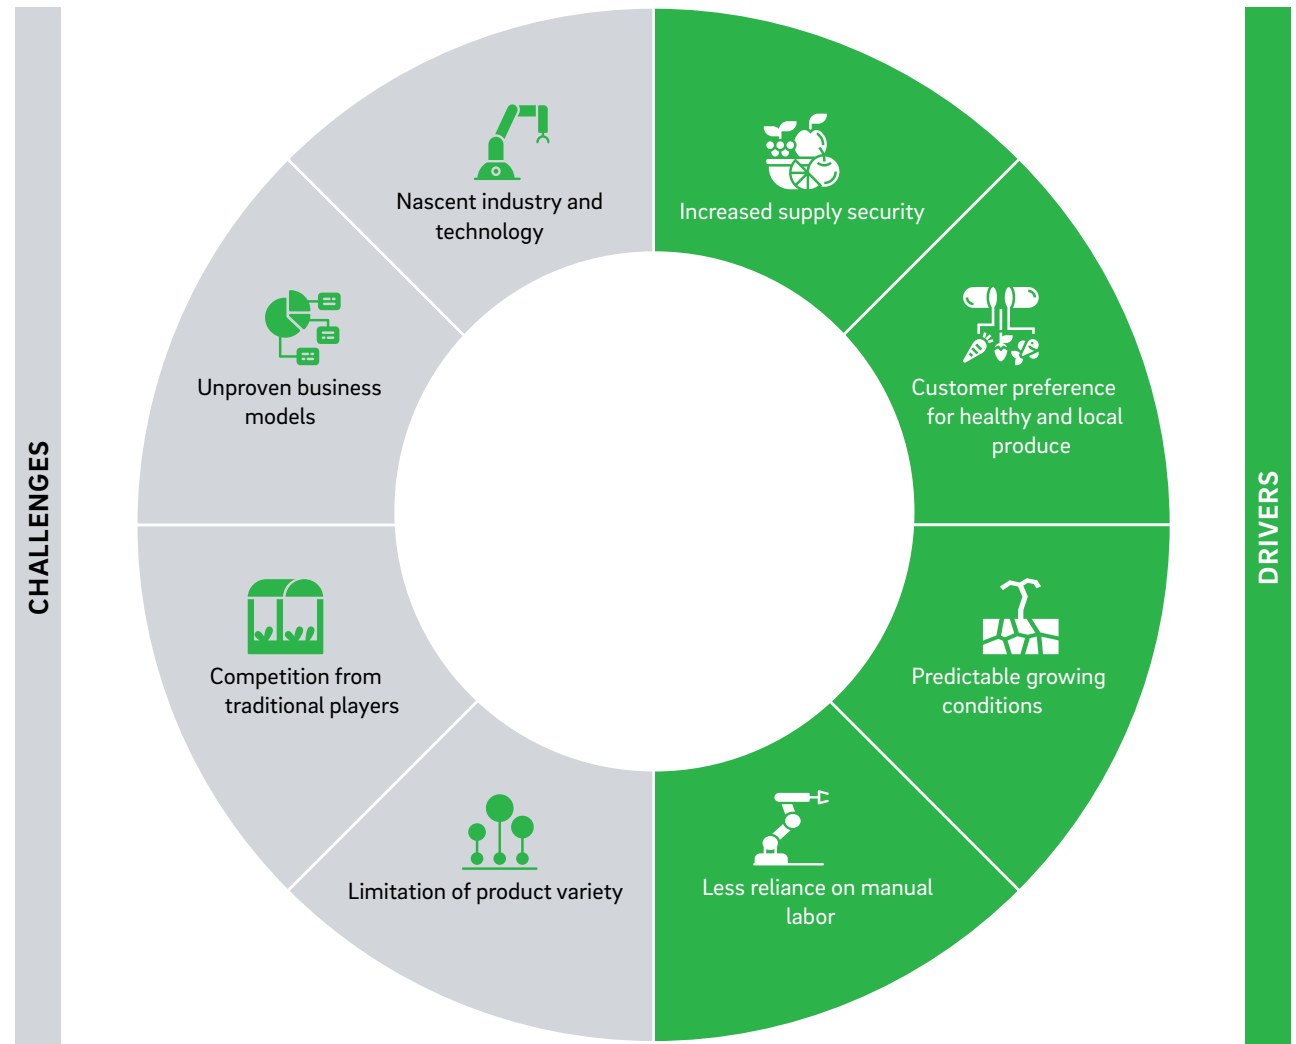 CHALLENGES
Nascent industry and
technology
Unproven business
models
Competition from
traditional players
Limitation of product variety
Increased supply security
Customer preference
for healthy and local
produce
Predictable growing
conditions
Less reliance on manual
labor
DRIVERS